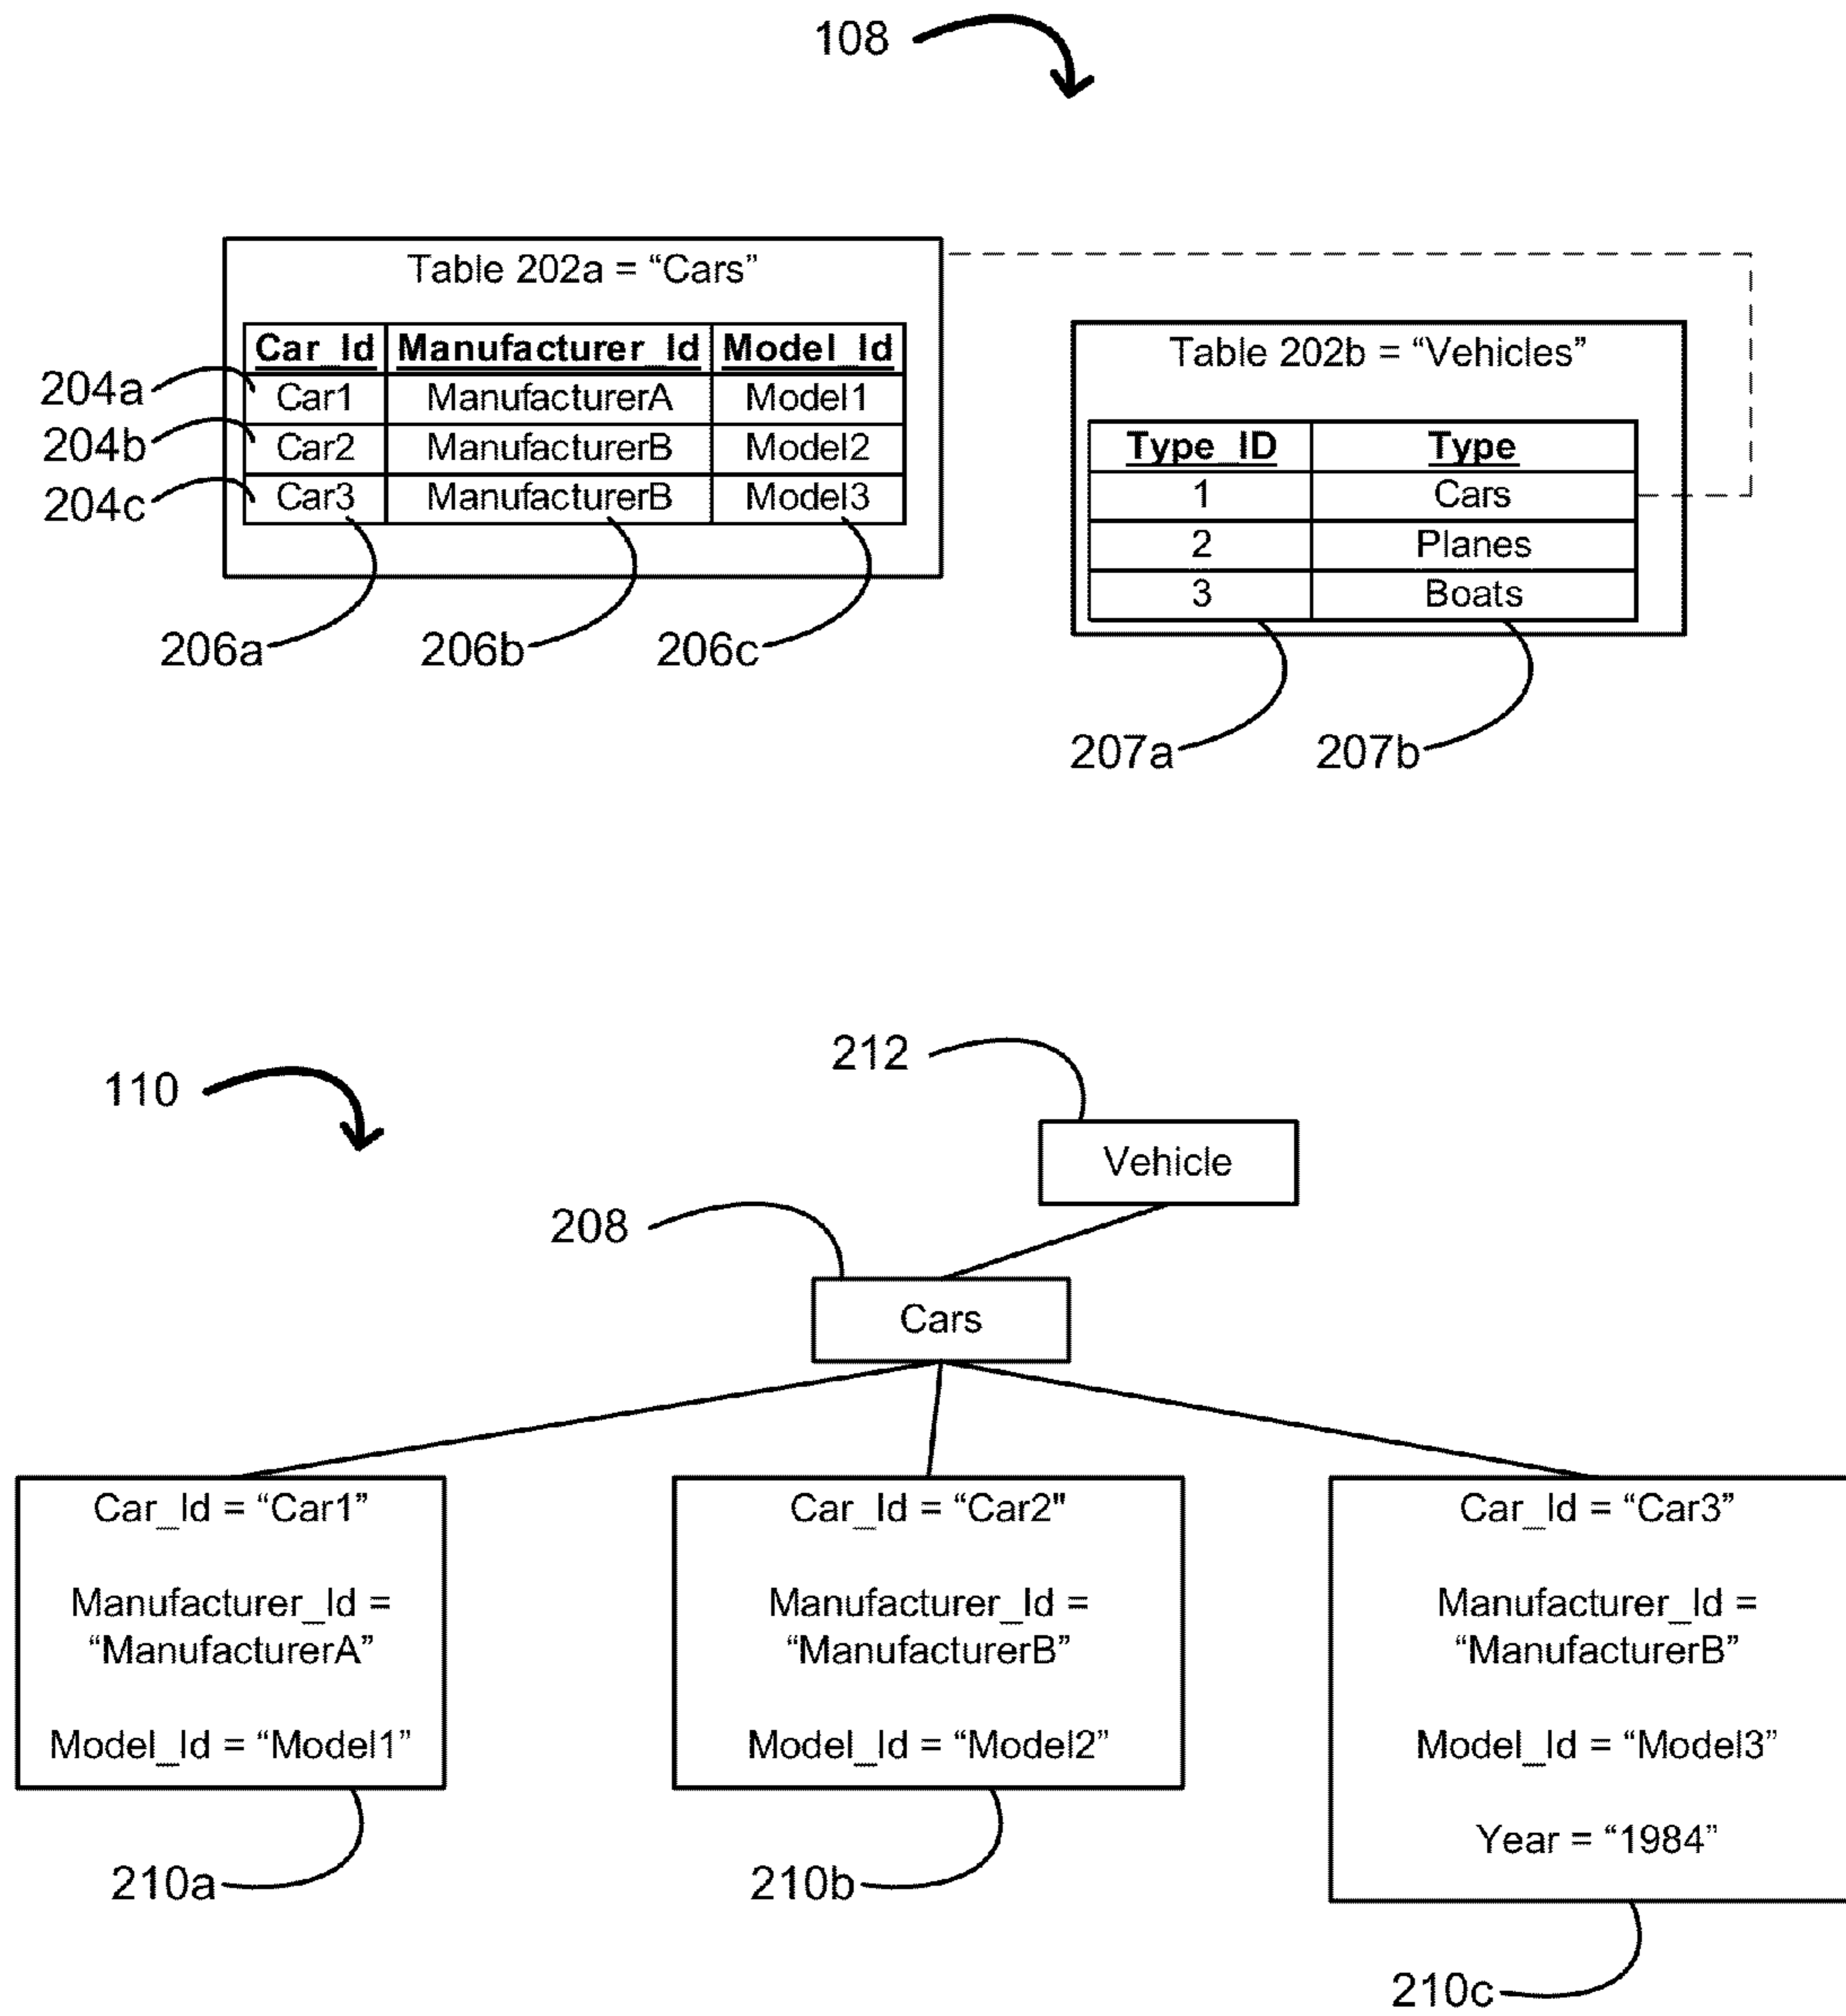 108
Table 202a = “Cars”
Car_Id Manufacturer_Id Model_Id
204a Car1 ManufacturerA Model1
204b Car2 ManufacturerB Model2
204c Car3 ManufacturerB Model3
206a 206b 206c
Table 202b = “Vehicles”
Type_ID Type
1 Cars
2 Planes
3 Boats
207a 207b
110
212
Vehicle
208
Cars
Car_Id = “Car1”
Manufacturer_Id =
“ManufacturerA”
Model_Id = “Model1”
210a
Car_Id = “Car2"
Manufacturer_Id =
“ManufacturerB”
Model_Id = “Model2”
210b
Car_Id = “Car3”
Manufacturer_Id =
“ManufacturerB”
Model_Id = “Model3”
Year = “1984”
210c